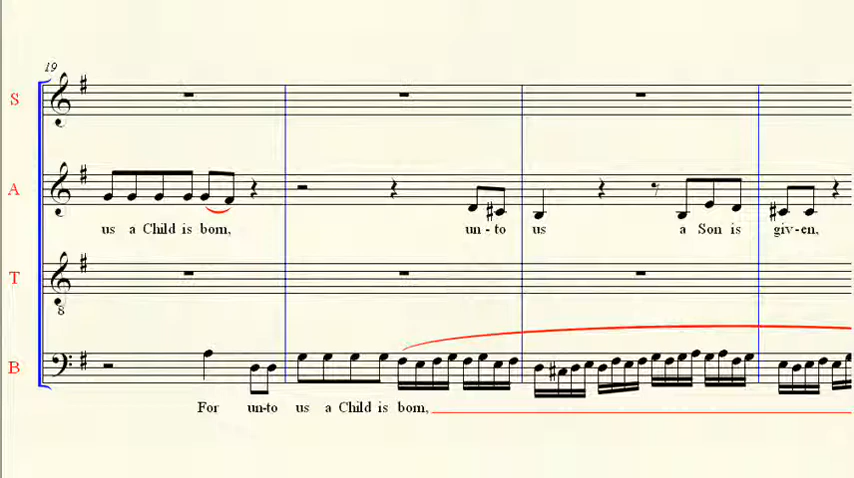 19
S
A
us a Child is born, un - to us a Son is giv-en,
T
8
B
For un-to us a Child is born,